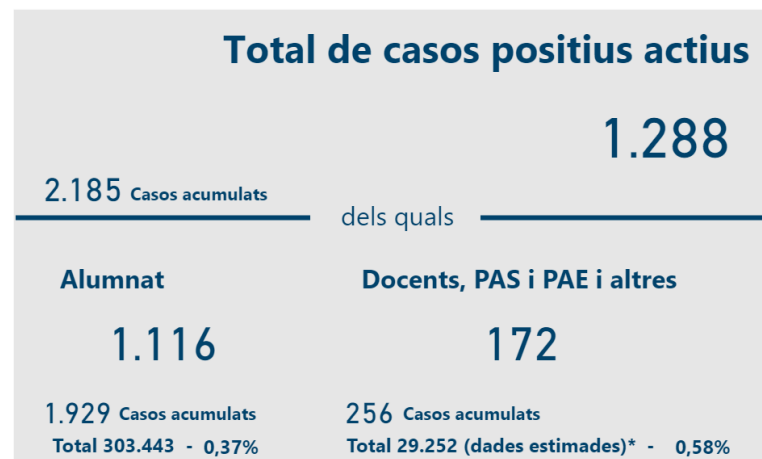 Total de casos positius actius
1.288
2.185 Casos acumulats
dels quals
Alumnat
1.116
1.929 Casos acumulats
Total 303.443 - 0,37%
Docents, PAS i PAE i altres
172
256 Casos acumulats
Total 29.252 (dades estimades)* - 0,58%